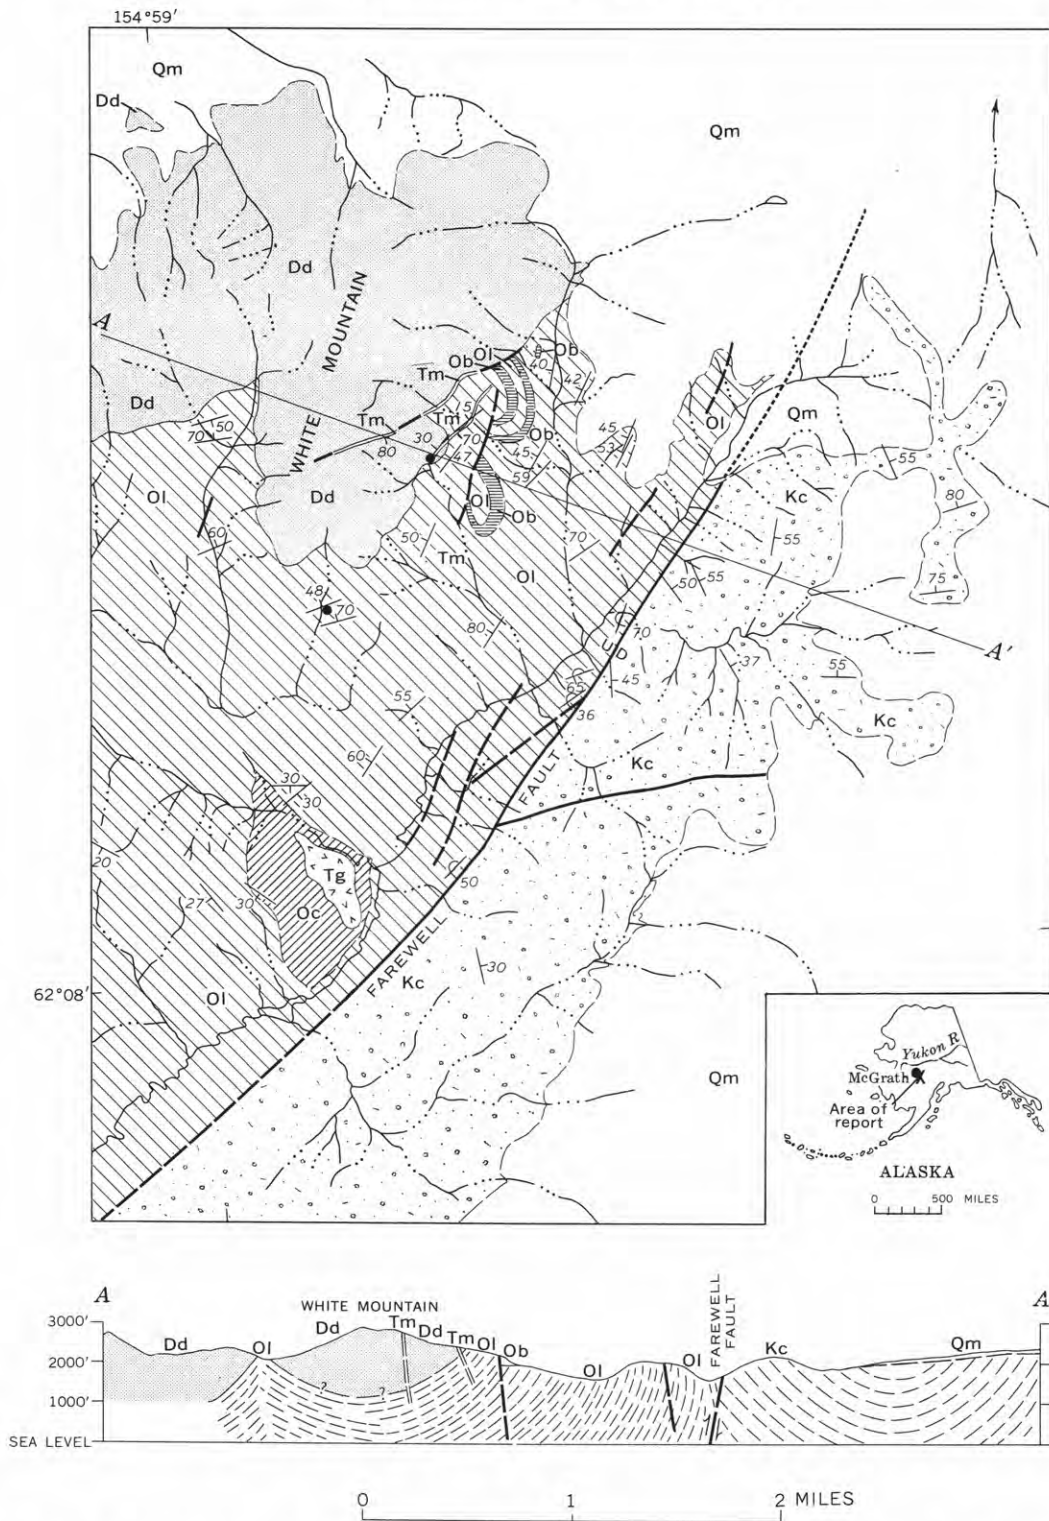 154°59′
Qm
Dd
Qm
Dd
MOUNTAIN
A
WHITE
Dd
Ol
Ob
Ob
Tm
40
42
Tm
Tm
15
Ol
Qm
50
70
30
70
Ob
45
45
53
80
47
59
55
Ol
Dd
Ol
Ob
Kc
80
60
50
Tm
Ol
70
55
50
55
75
48
70
80
70
U
D
A′
37
55
65
45
55
36
Kc
60
Kc
30
30
FAULT
20
Tg
50
27
30
Oc
FAREWELL
Kc
30
62°08′
Ol
Qm
Yukon R
McGrath
X
Area of
report
ALASKA
0 500 MILES
A
WHITE MOUNTAIN
FAREWELL
FAULT
A
3000′
Dd
Ol
Dd
Tm
Dd
Tm
Ol
Ob
Ol
Ol
Kc
Qm
2000′
1000′
?
?
SEA LEVEL
0 1 2 MILES